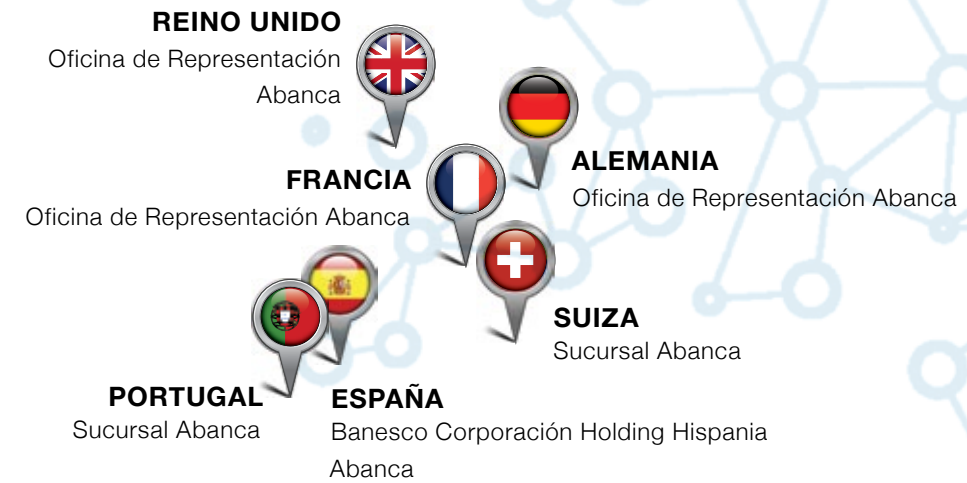 REINO UNIDO
Oficina de Representación
Abanca
ALEMANIA
Oficina de Representación Abanca
FRANCIA
Oficina de Representación Abanca
SUIZA
Sucursal Abanca
PORTUGAL
Sucursal Abanca
ESPAÑA
Banesco Corporación Holding Hispania
Abanca